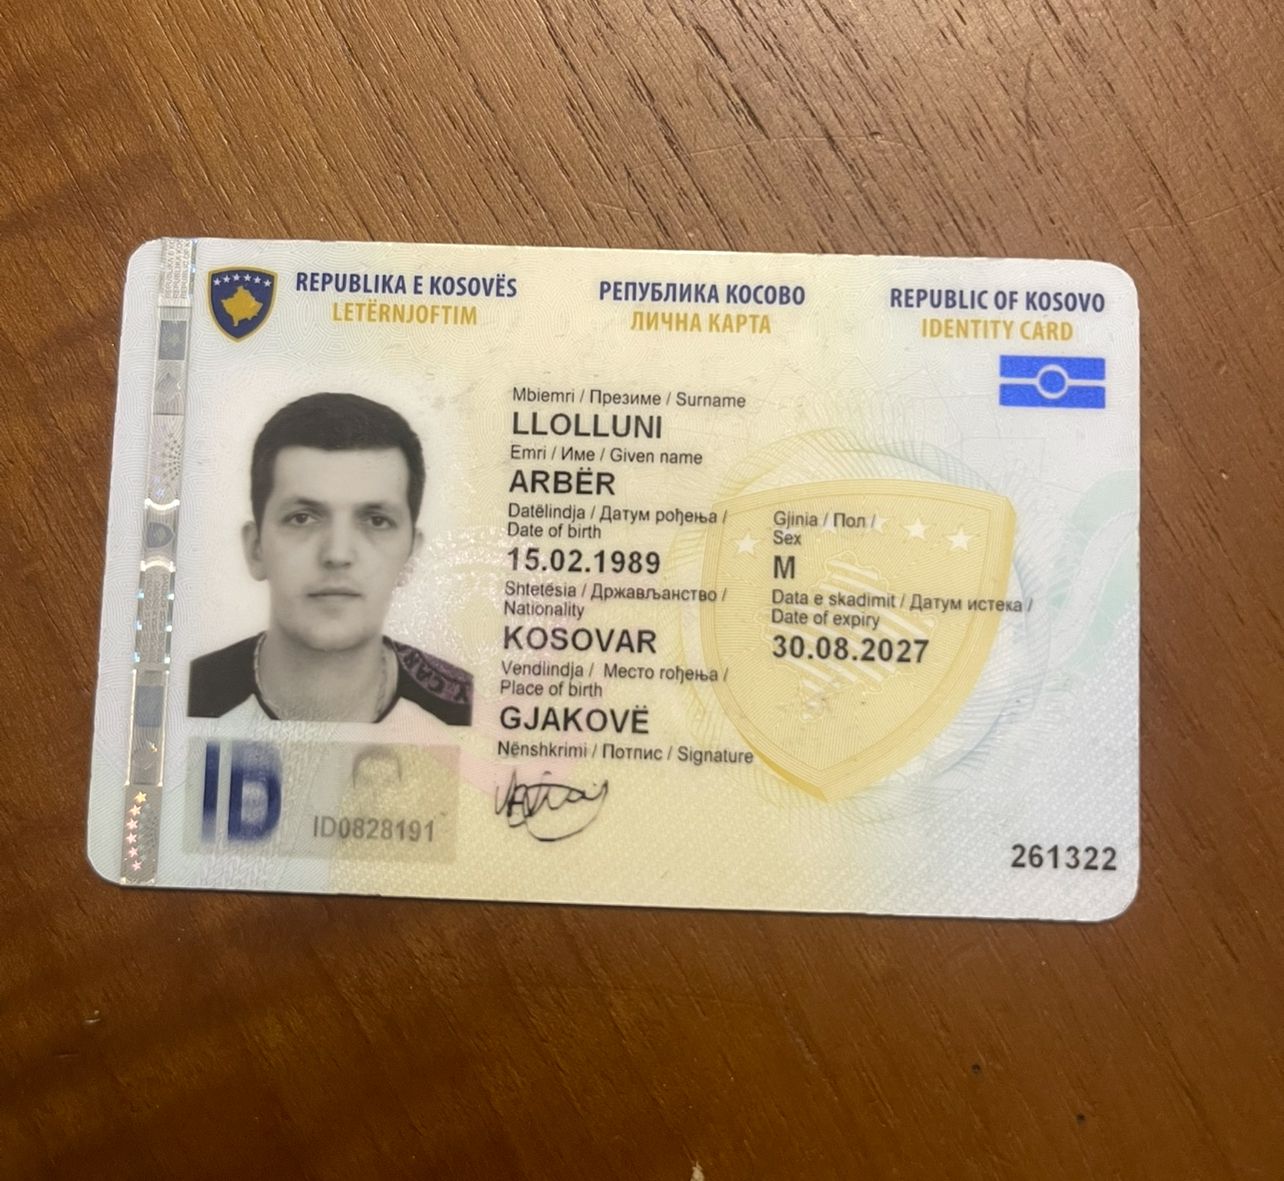 REPUBLIKA E KOSOVËS
LETËRNJOFTIM
РЕПУБЛИКА КОСОВО
ЛИЧНА КАРТА
REPUBLIC OF KOSOVO
IDENTITY CARD
Mbiemri / Презиме / Surname
LLOLLUNI
Emri / Име / Given name
ARBËR
Datëlindja / Датум рођења /
Date of birth
15.02.1989
Gjinia / Пол /
Sex
M
Shtetësia / Држављанство /
Nationality
KOSOVAR
Data e skadimit / Датум истека /
Date of expiry
30.08.2027
Vendlindja / Место рођења /
Place of birth
GJAKOVË
Nënshkrimi / Потпис / Signature
ID
ID0828191
261322